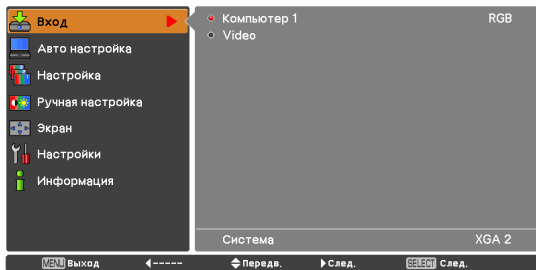 Вход
Авто настройка
Настройка
Ручная настройка
Экран
Настройки
Информация
Компьютер 1 RGB
Video
Система XGA 2
MENU Выход ----- Передв. След. SELECT След.